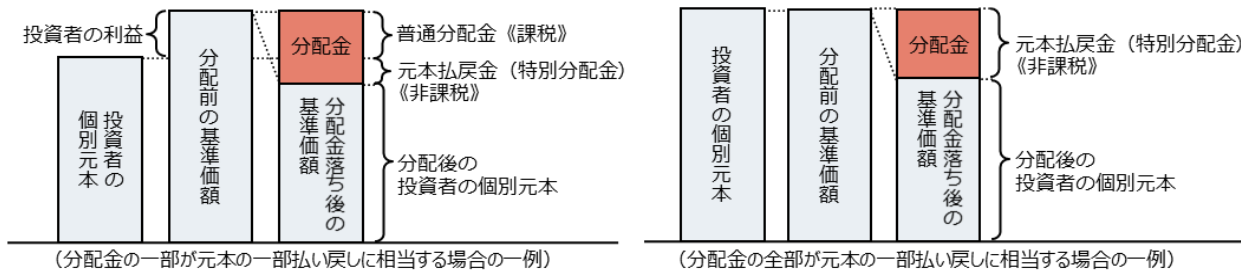 投資者の利益
投資者の
個別元本
分配前の基準価額
分配金
分配金落ち後の
基準価額
普通分配金《課税》
元本払戻金（特別分配金）
《非課税》
分配後の
投資者の個別元本
（分配金の一部が元本の一部払い戻しに相当する場合の一例）
投資者の個別元本
分配前の基準価額
分配金
分配金落ち後の
基準価額
元本払戻金（特別分配金）
《非課税》
分配後の
投資者の個別元本
（分配金の全部が元本の一部払い戻しに相当する場合の一例）